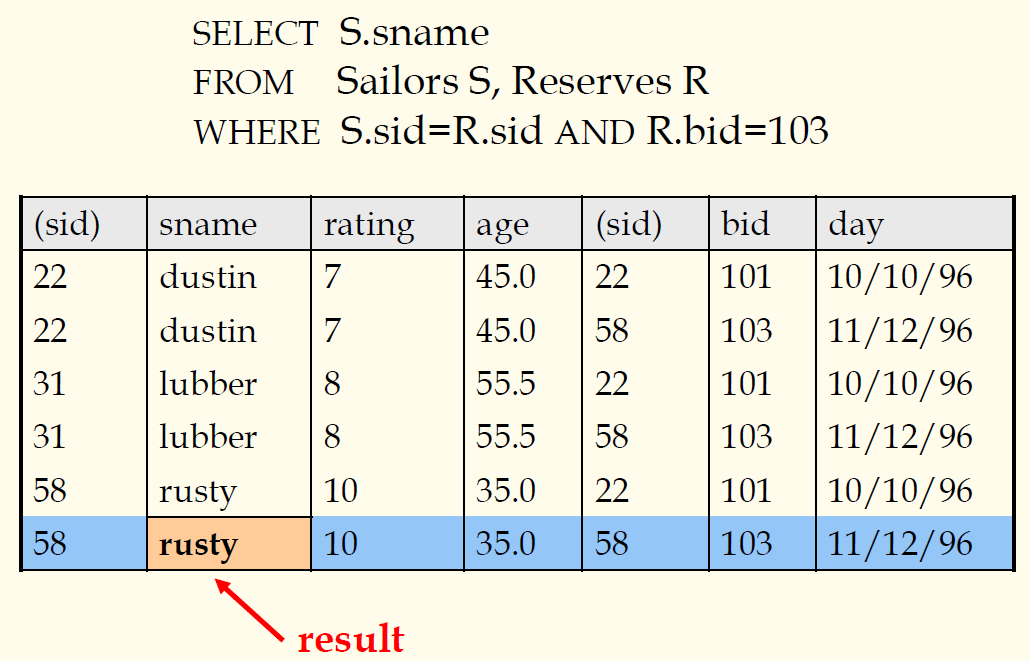 SELECT S.sname
FROM Sailors S, Reserves R
WHERE S.sid=R.sid AND R.bid=103
(sid) sname rating age (sid) bid day
22 dustin 7 45.0 22 101 10/10/96
22 dustin 7 45.0 58 103 11/12/96
31 lubber 8 55.5 22 101 10/10/96
31 lubber 8 55.5 58 103 11/12/96
58 rusty 10 35.0 22 101 10/10/96
58 rusty 10 35.0 58 103 11/12/96
result